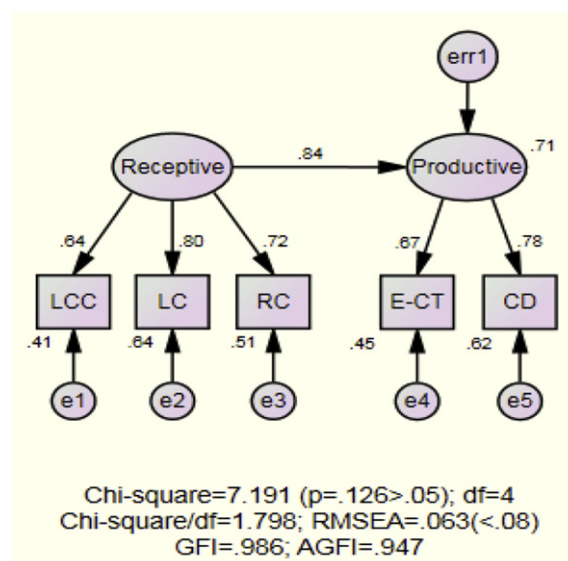 err1
.71
Receptive
.84
Productive
.64
.80
.72
.67
.78
LCC
LC
RC
E-CT
CD
.41
.64
.51
.45
.62
e1
e2
e3
e4
e5
Chi-square=7.191 (p=.126>.05); df=4
Chi-square/df=1.798; RMSEA=.063(<.08)
GFI=.986; AGFI=.947